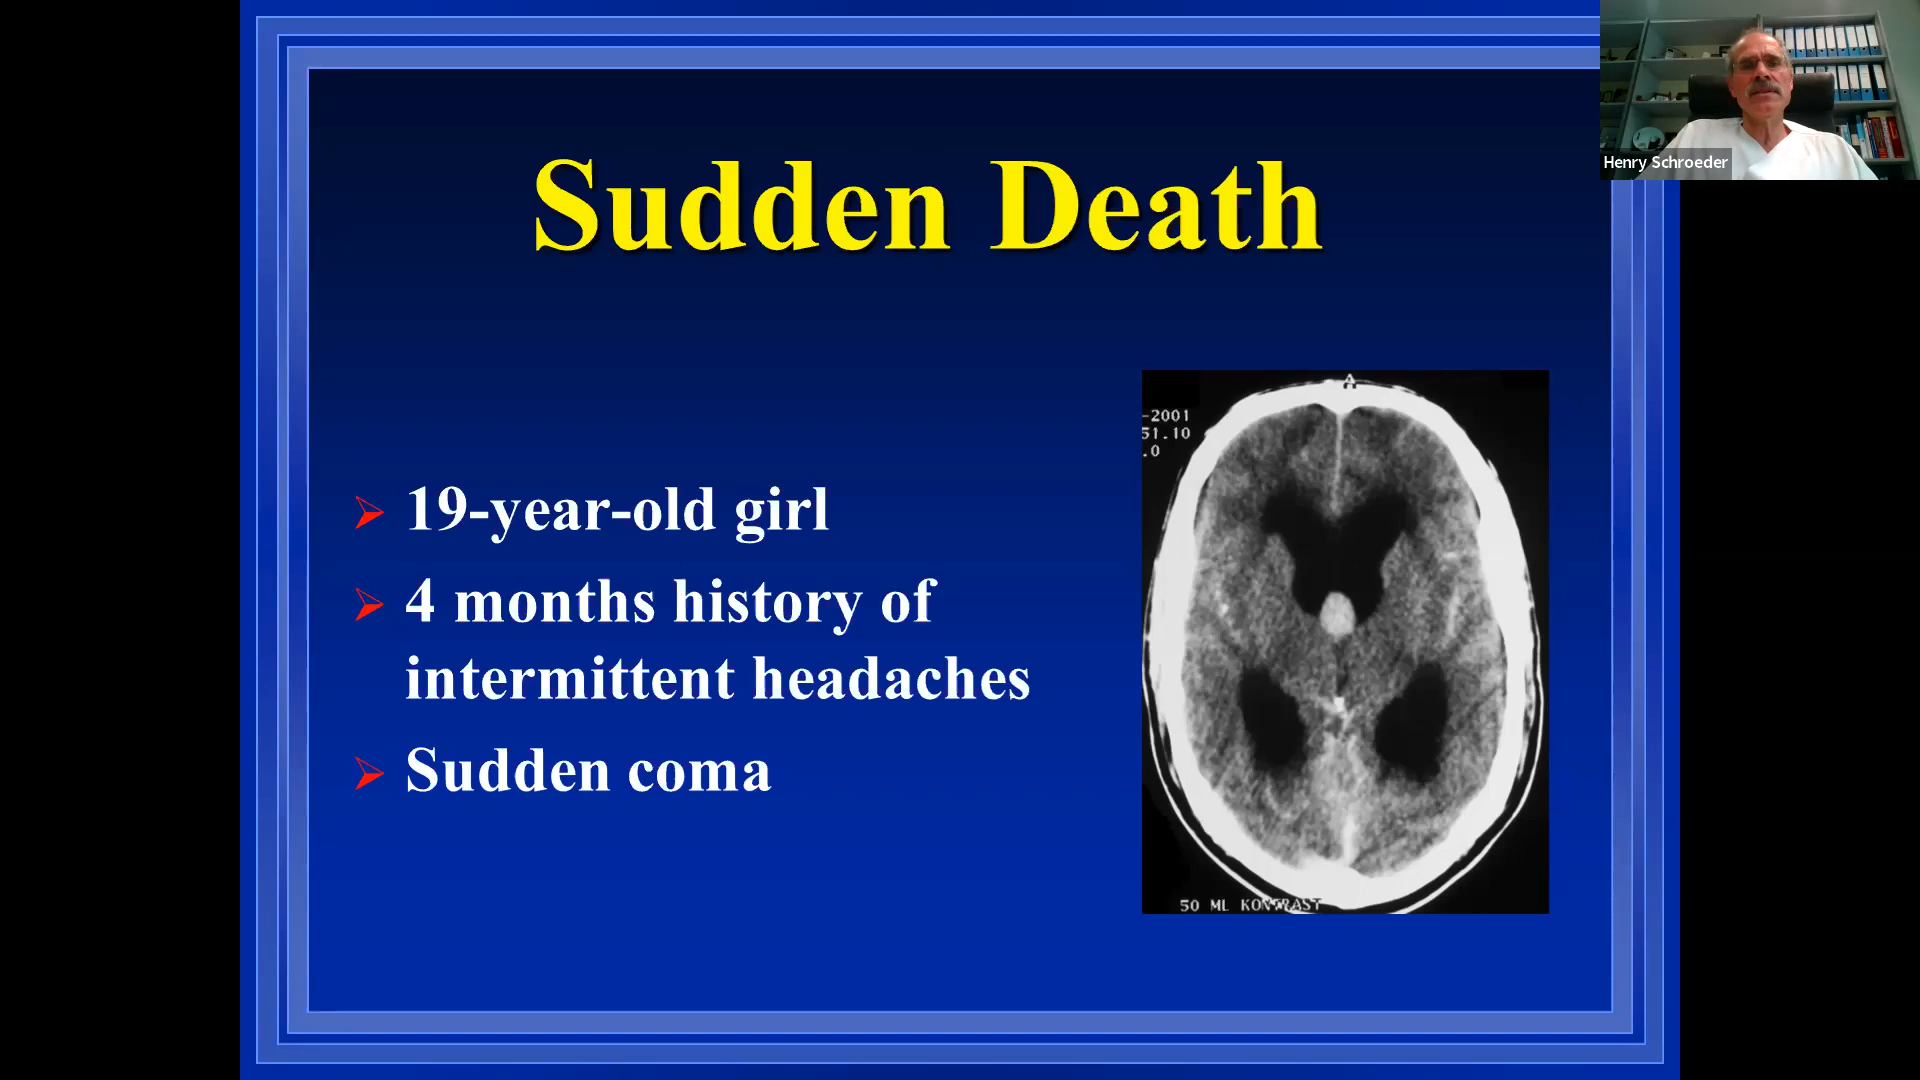 Sudden Death
Henry Schroeder
19-year-old girl
4 months history of
intermittent headaches
Sudden coma
A
-2001
51.10
.0
50 ML KONTRAST